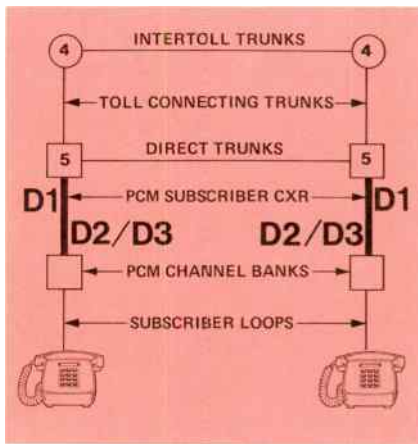 4 INTERTOLL TRUNKS 4
TOLL CONNECTING TRUNKS
5 DIRECT TRUNKS 5
D1 PCM SUBSCRIBER CXR D1
D2/D3 D2/D3
PCM CHANNEL BANKS
SUBSCRIBER LOOPS